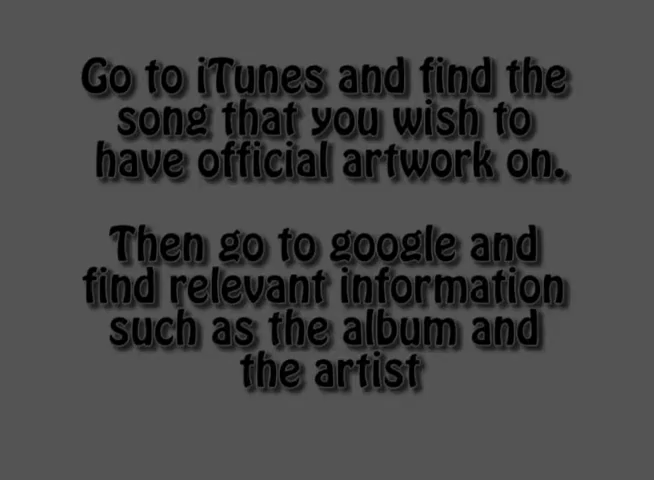 Go to iTunes and find the
song that you wish to
have official artwork on.
Then go to google and
find relevant information
such as the album and
the artist